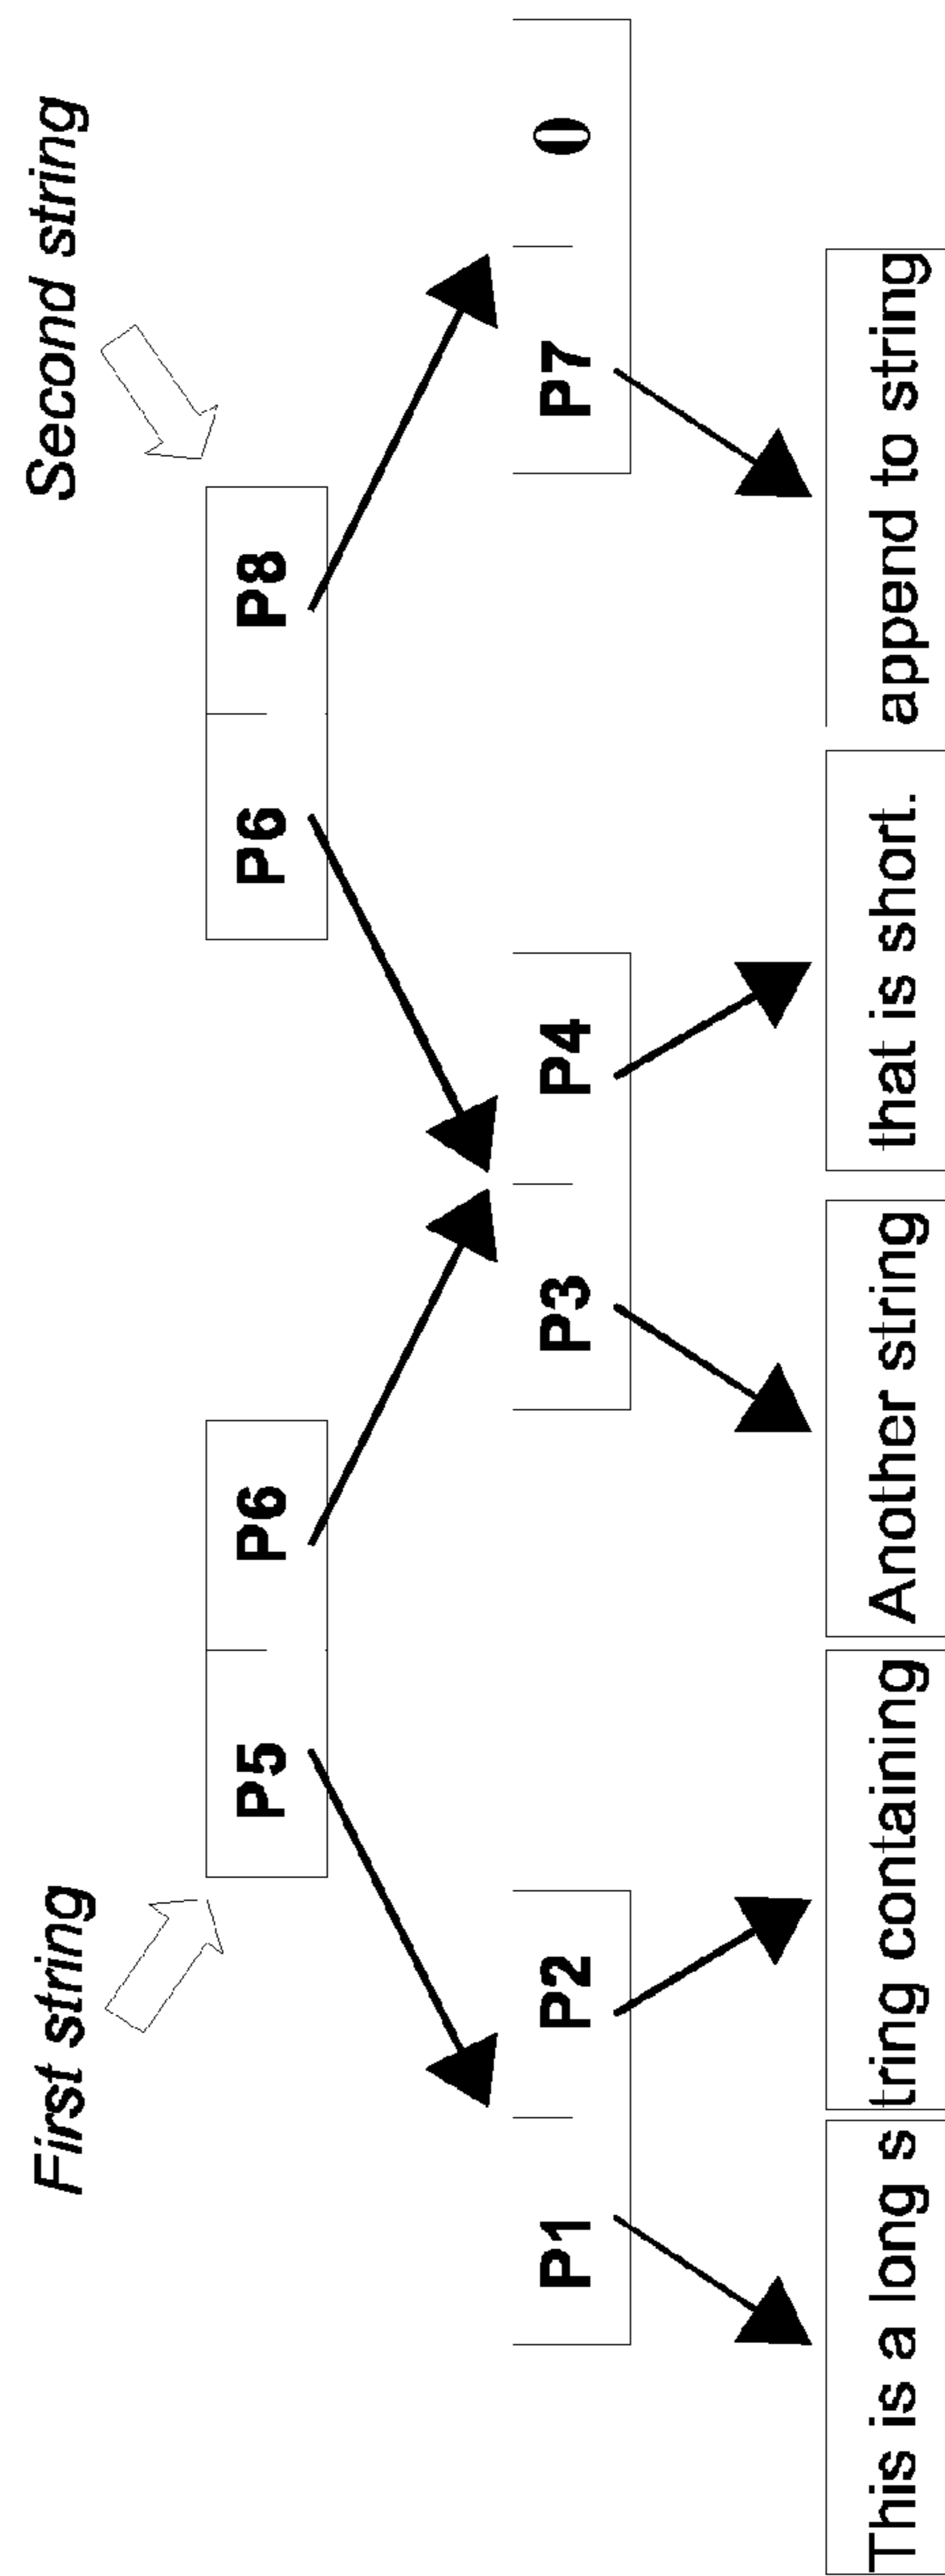 First string
Second string
P5 P6
P6 P8
P1 P2
P3 P4
P7 0
This is a long s
tring containing
Another string
that is short.
append to string